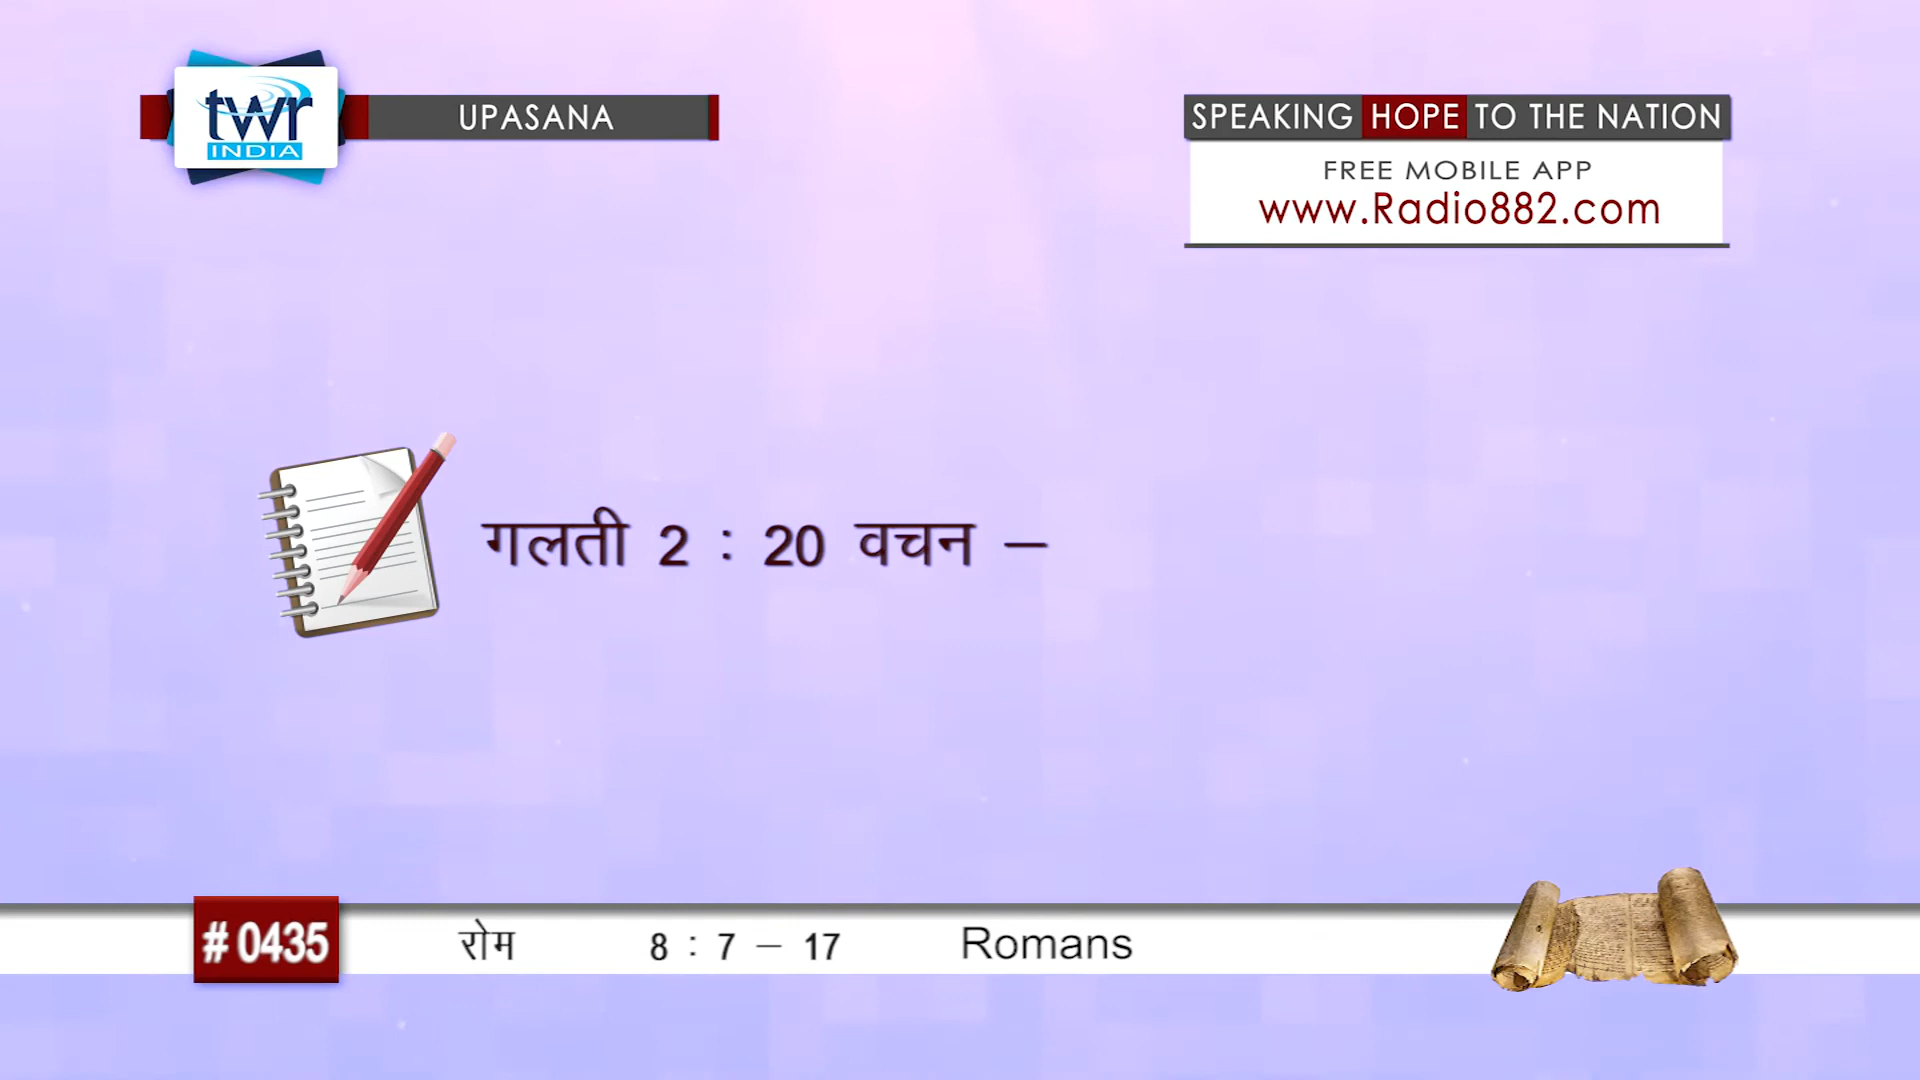 twr
INDIA
UPASANA
SPEAKING HOPE TO THE NATION
FREE MOBILE APP
www.Radio882.com
गलती 2 : 20 वचन –
# 0435
रोम 8 : 7 – 17 Romans